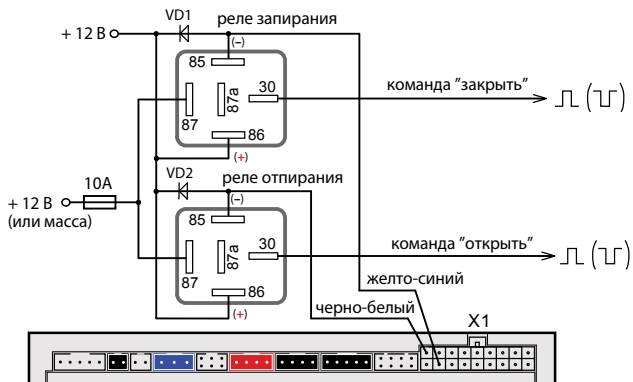 VD1
реле запирания
+ 12 В
(–)
85
30
87a
87
86
(+)
команда "закрыть"
( )
10А
+ 12 В
(или масса)
VD2
реле отпирания
(–)
85
30
87a
87
86
(+)
команда "открыть"
( )
желто-синий
черно-белый
X1